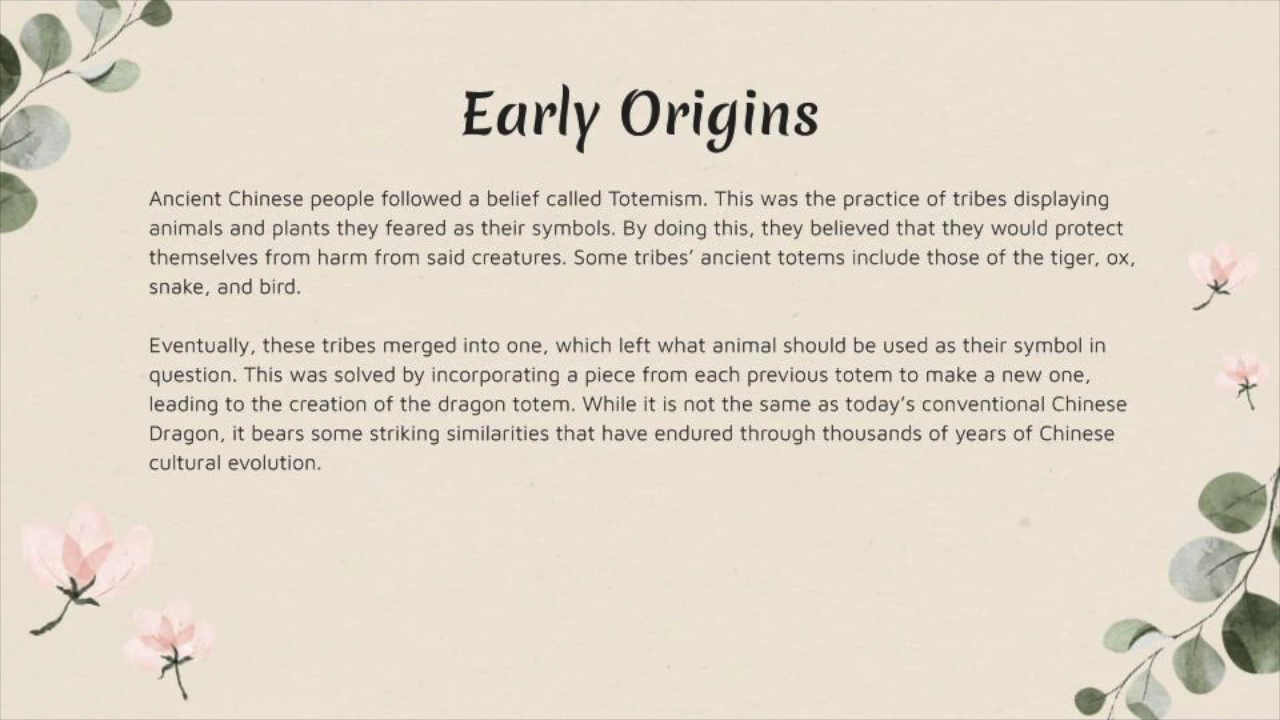 Early Origins
Ancient Chinese people followed a belief called Totemism. This was the practice of tribes displaying
animals and plants they feared as their symbols. By doing this, they believed that they would protect
themselves from harm from said creatures. Some tribes’ ancient totems include those of the tiger, ox,
snake, and bird.
Eventually, these tribes merged into one, which left what animal should be used as their symbol in
question. This was solved by incorporating a piece from each previous totem to make a new one,
leading to the creation of the dragon totem. While it is not the same as today’s conventional Chinese
Dragon, it bears some striking similarities that have endured through thousands of years of Chinese
cultural evolution.